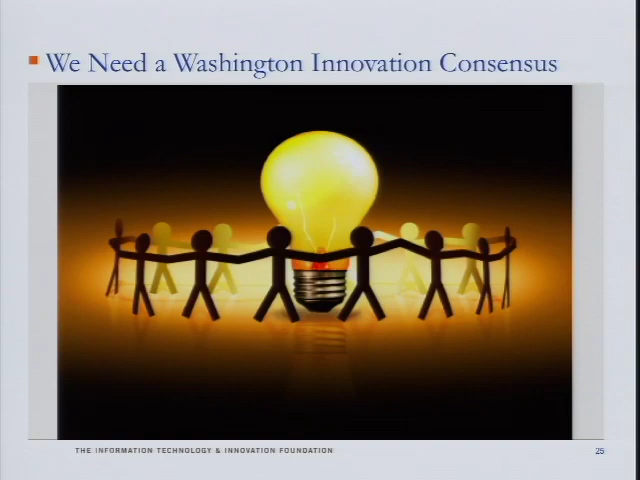 We Need a Washington Innovation Consensus
THE INFORMATION TECHNOLOGY & INNOVATION FOUNDATION
25